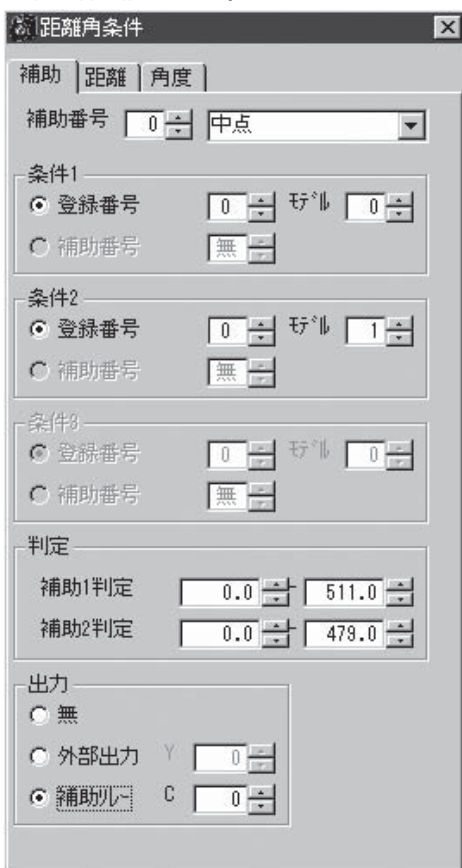 距離角条件
補助 距離 角度
補助番号 0 中点
条件1
登録番号 0 ﾓﾃﾞﾙ 0
補助番号 無
条件2
登録番号 0 ﾓﾃﾞﾙ 1
補助番号 無
条件3
登録番号 0 ﾓﾃﾞﾙ 0
補助番号 無
判定
補助1判定 0.0 - 511.0
補助2判定 0.0 - 479.0
出力
無
外部出力 Y 0
補助ﾘﾚｰ C 0